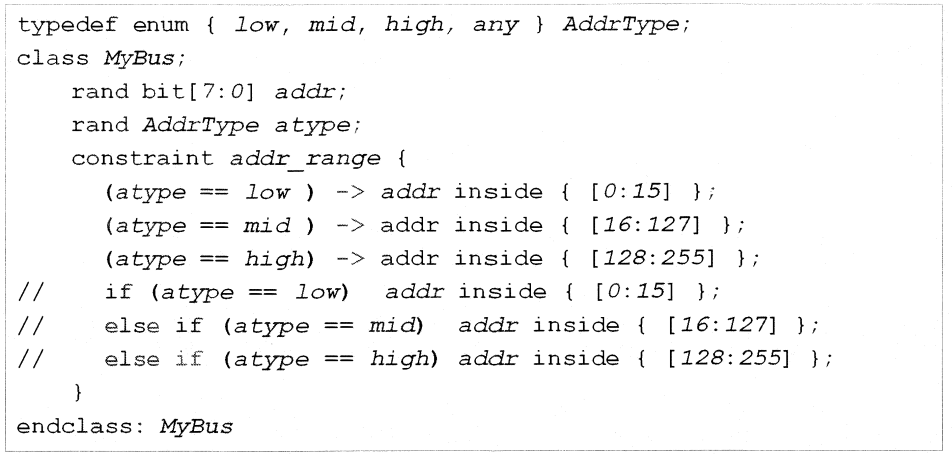 typedef enum { low, mid, high, any } AddrType;
class MyBus;
rand bit[7:0] addr;
rand AddrType atype;
constraint addr_range {
(atype == low ) -> addr inside { [0:15] };
(atype == mid ) -> addr inside { [16:127] };
(atype == high) -> addr inside { [128:255] };
// if (atype == low) addr inside { [0:15] };
// else if (atype == mid) addr inside { [16:127] };
// else if (atype == high) addr inside { [128:255] };
}
endclass: MyBus